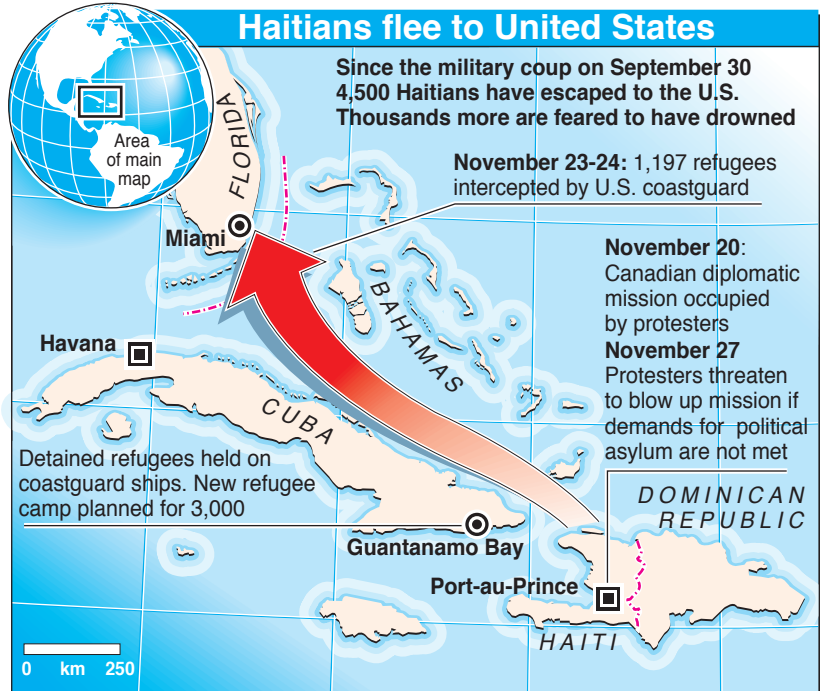 Haitians flee to United States
Since the military coup on September 30
4,500 Haitians have escaped to the U.S.
Thousands more are feared to have drowned
Area
of main
map
FLORIDA
November 23-24: 1,197 refugees
intercepted by U.S. coastguard
Miami
November 20:
Canadian diplomatic
mission occupied
by protesters
November 27
Protesters threaten
to blow up mission if
demands for political
asylum are not met
BAHAMAS
Havana
CUBA
Detained refugees held on
coastguard ships. New refugee
camp planned for 3,000
DOMINICAN
REPUBLIC
Guantanamo Bay
Port-au-Prince
HAITI
0 km 250